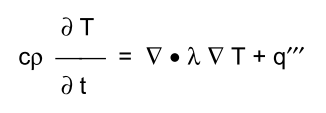 ∂ T
cρ —— = ∇ • λ ∇ T + q′′′
∂ t